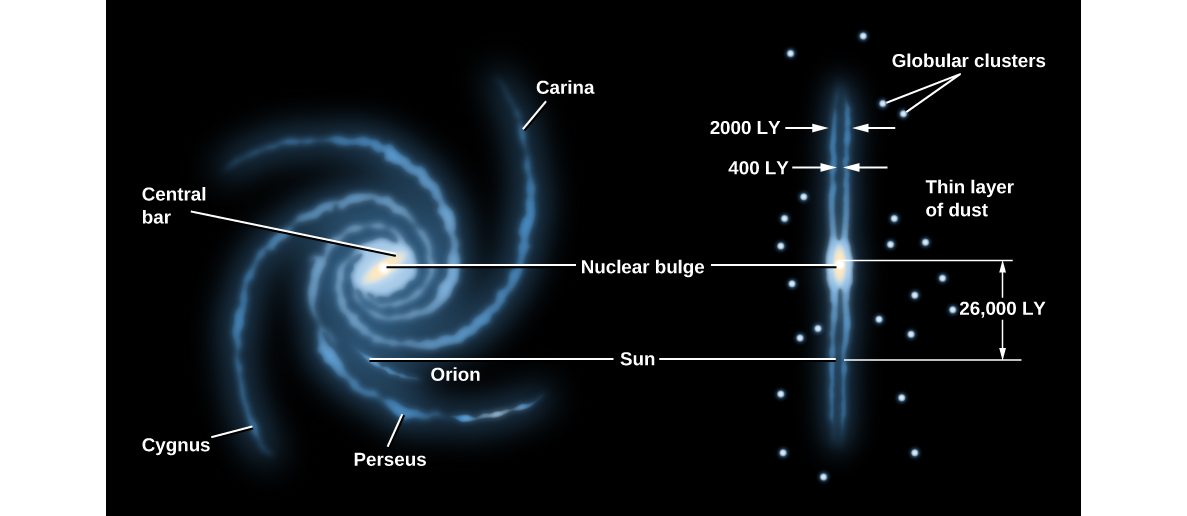 Carina
Globular clusters
2000 LY
400 LY
Central
bar
Thin layer
of dust
Nuclear bulge
26,000 LY
Sun
Orion
Cygnus
Perseus